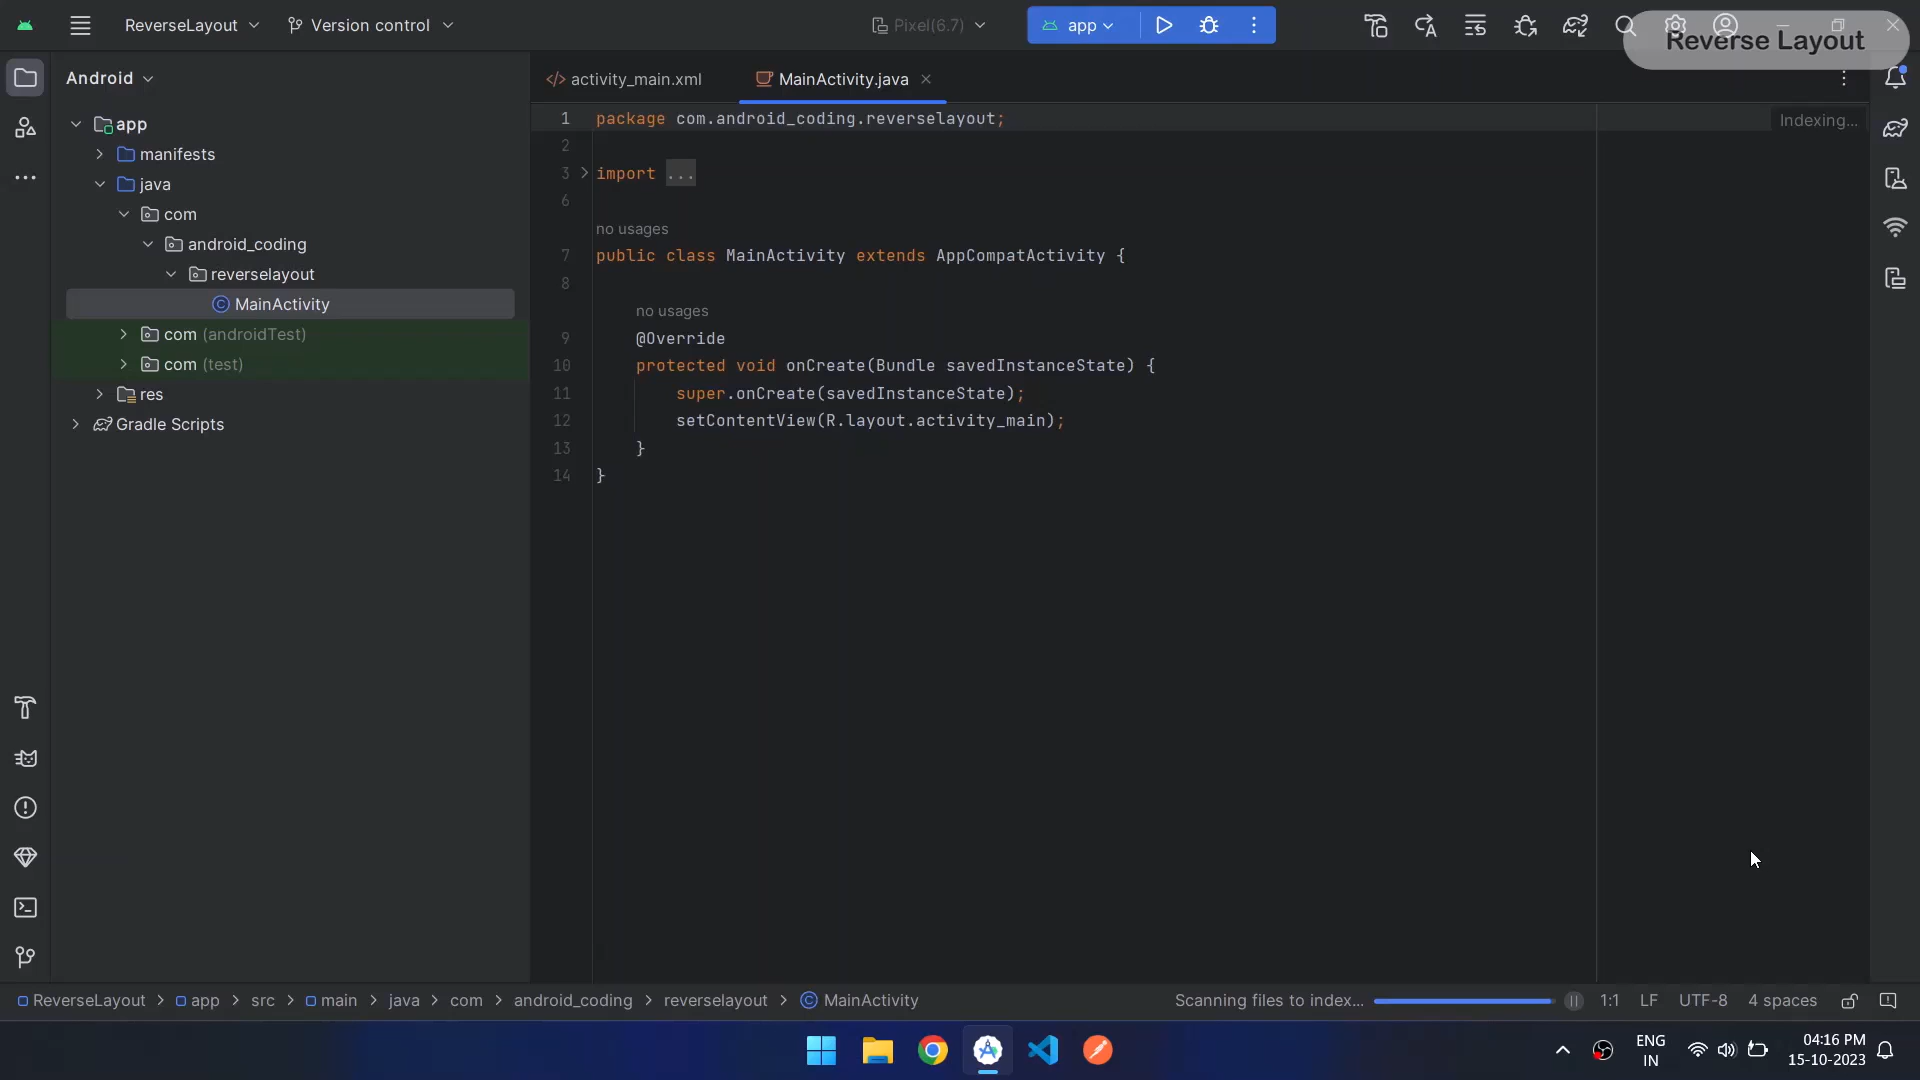 ReverseLayout
Version control
Pixel(6.7)
app
Reverse Layout
Android
activity_main.xml
MainActivity.java
app
manifests
java
com
android_coding
reverselayout
MainActivity
com (androidTest)
com (test)
res
Gradle Scripts
Indexing...
1 package com.android_coding.reverselayout;
2
3 import ...
6
no usages
7 public class MainActivity extends AppCompatActivity {
8
no usages
9 @Override
10 protected void onCreate(Bundle savedInstanceState) {
11 super.onCreate(savedInstanceState);
12 setContentView(R.layout.activity_main);
13 }
14 }
ReverseLayout > app > src > main > java > com > android_coding > reverselayout > MainActivity
Scanning files to index...
1:1 LF UTF-8 4 spaces
ENG
IN
04:16 PM
15-10-2023